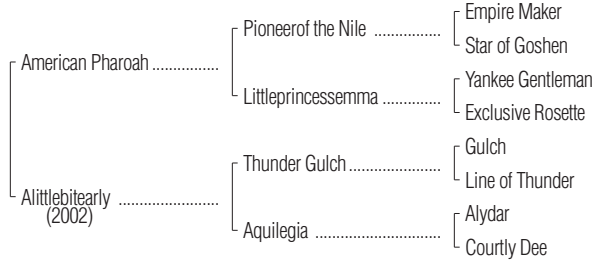 Empire Maker
Pioneerof the Nile ................
Star of Goshen
American Pharoah ................
Yankee Gentleman
Littleprincessemma ..............
Exclusive Rosette
Gulch
Thunder Gulch ......................
Line of Thunder
Alittlebitearly ........................
(2002)
Alydar
Aquilegia ..............................
Courtly Dee